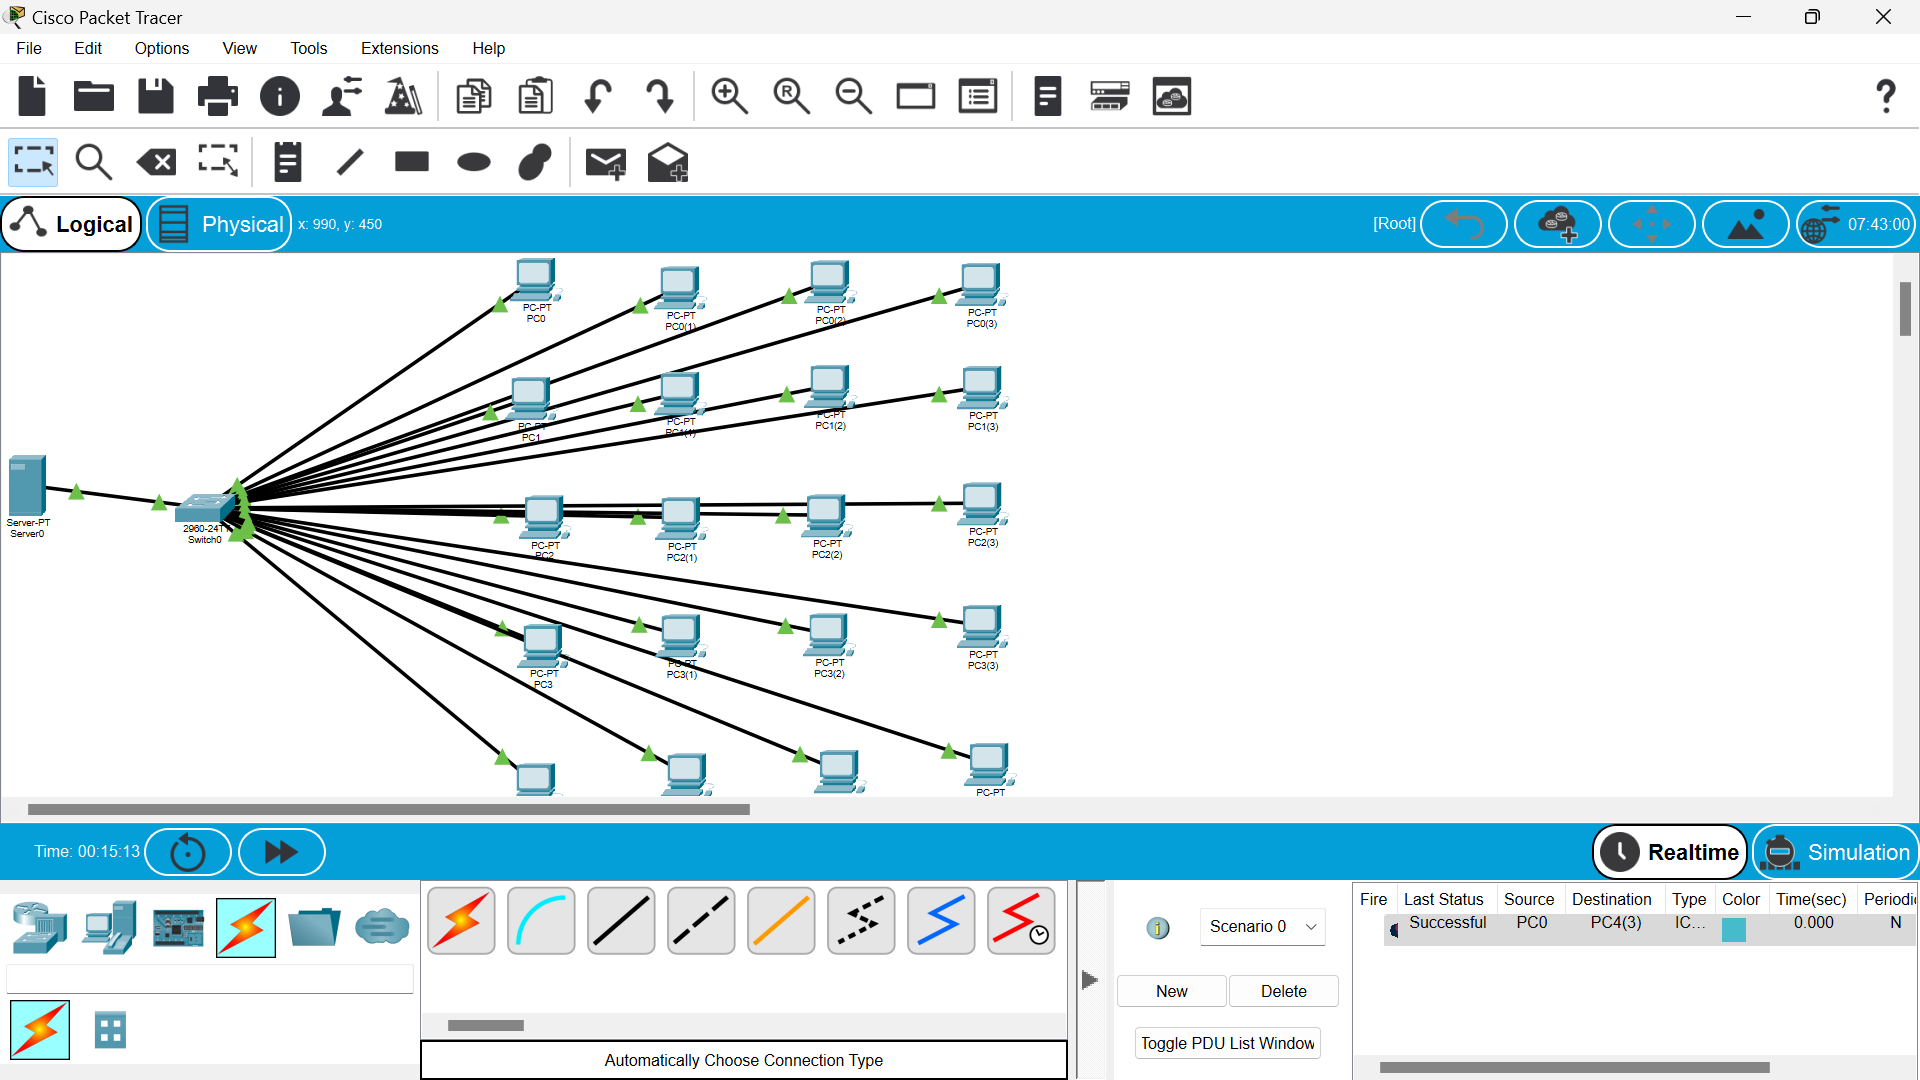 Cisco Packet Tracer
File Edit Options View Tools Extensions Help
Logical Physical x: 990, y: 450 [Root] 07:43:00
PC-PT
PC0
PC-PT
PC0(1)
PC-PT
PC0(2)
PC-PT
PC0(3)
PC-PT
PC1
PC-PT
PC1(1)
PC-PT
PC1(2)
PC-PT
PC1(3)
Server-PT
Server0
2960-24TT
Switch0
PC-PT
PC2
PC-PT
PC2(1)
PC-PT
PC2(2)
PC-PT
PC2(3)
PC-PT
PC3
PC-PT
PC3(1)
PC-PT
PC3(2)
PC-PT
PC3(3)
PC-PT
Time: 00:15:13 Realtime Simulation
Scenario 0
New Delete
Toggle PDU List Window
Automatically Choose Connection Type
Fire Last Status Source Destination Type Color Time(sec) Periodic
Successful PC0 PC4(3) IC... 0.000 N